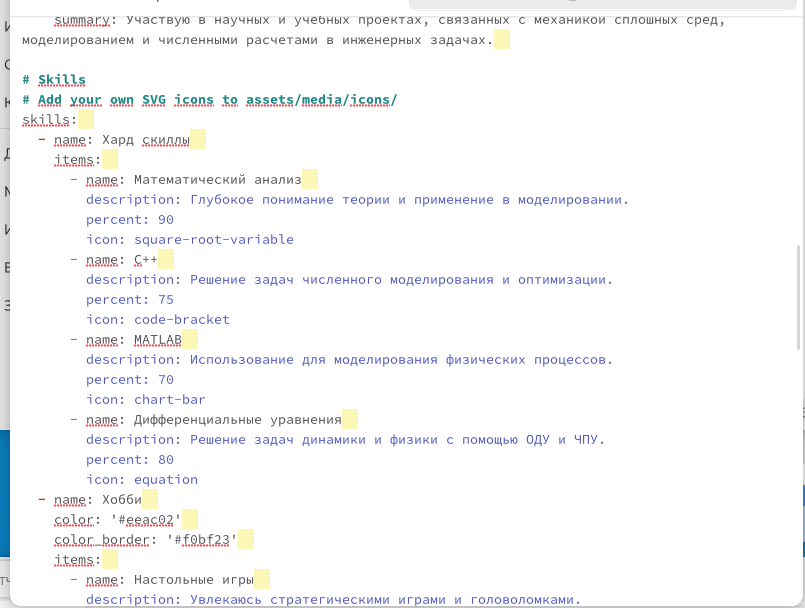 summary: Участвую в научных и учебных проектах, связанных с механикой сплошных сред,
моделированием и численными расчетами в инженерных задачах.
# Skills
# Add your own SVG icons to assets/media/icons/
skills:
- name: Хард скиллы
items:
- name: Математический анализ
description: Глубокое понимание теории и применение в моделировании.
percent: 90
icon: square-root-variable
- name: C++
description: Решение задач численного моделирования и оптимизации.
percent: 75
icon: code-bracket
- name: MATLAB
description: Использование для моделирования физических процессов.
percent: 70
icon: chart-bar
- name: Дифференциальные уравнения
description: Решение задач динамики и физики с помощью ОДУ и ЧПУ.
percent: 80
icon: equation
- name: Хобби
color: '#eeac02'
color_border: '#f0bf23'
items:
- name: Настольные игры
description: Увлекаюсь стратегическими играми и головоломками.